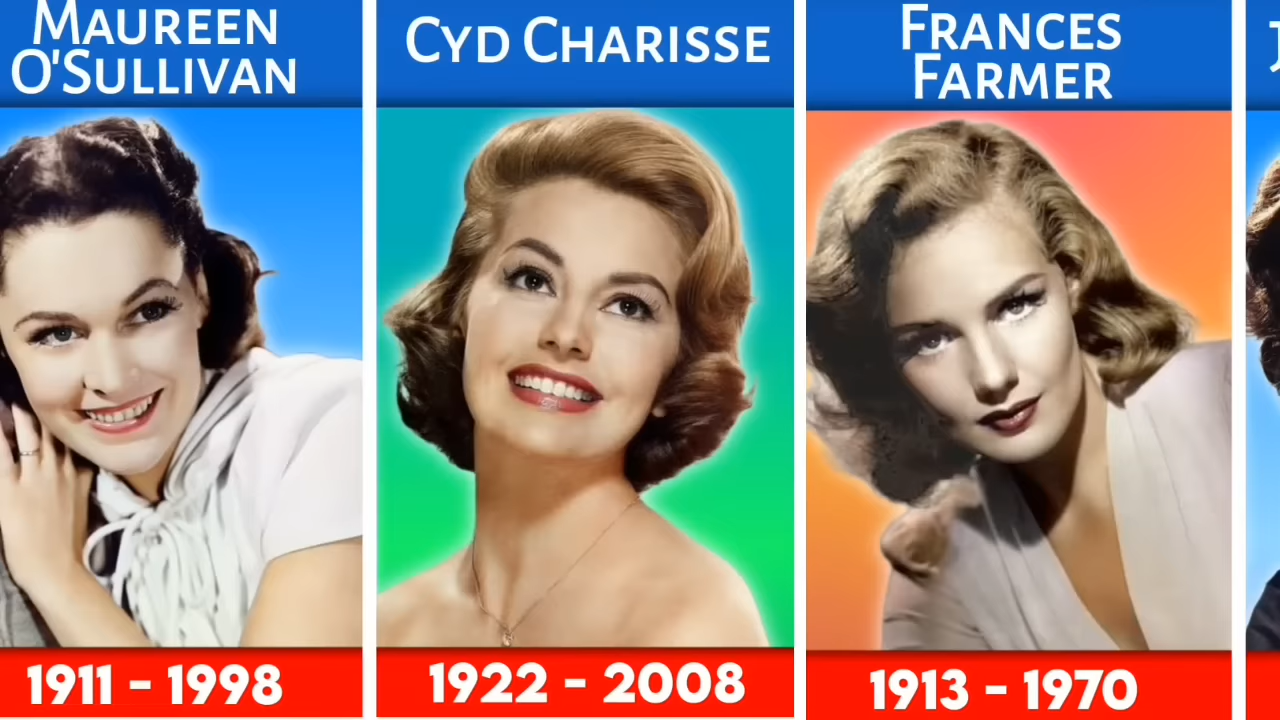 MAUREEN
O'SULLIVAN
1911 - 1998
CYD CHARISSE
1922 - 2008
FRANCES
FARMER
1913 - 1970